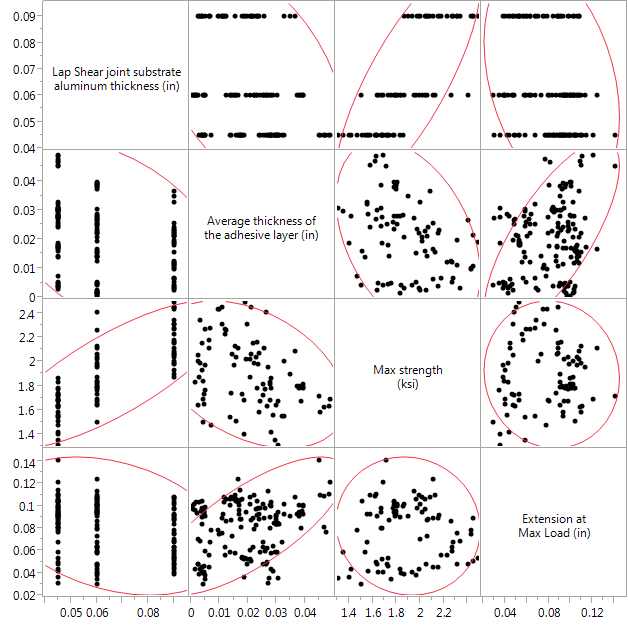 0.09
0.08
0.07
0.06
0.05
0.04
Lap Shear joint substrate
aluminum thickness (in)
0.04
0.03
0.02
0.01
0
Average thickness of
the adhesive layer (in)
2.4
2.2
2
1.8
1.6
1.4
Max strength
(ksi)
0.14
0.12
0.1
0.08
0.06
0.04
0.02
Extension at
Max Load (in)
0.05 0.06 0.08 0 0.01 0.02 0.03 0.04 1.4 1.6 1.8 2 2.2 0.04 0.08 0.12